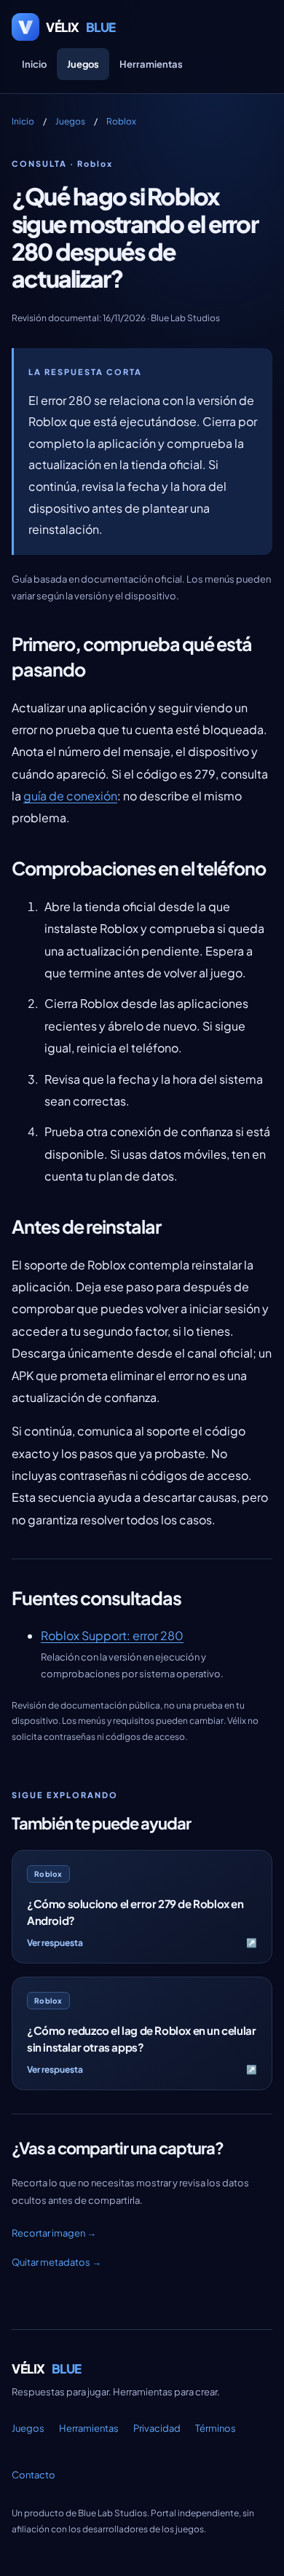 VÉLIX BLUE
Inicio Juegos Herramientas
Inicio / Juegos / Roblox
CONSULTA · Roblox
¿Qué hago si Roblox
sigue mostrando el error
280 después de
actualizar?
Revisión documental: 16/11/2026 · Blue Lab Studios
LA RESPUESTA CORTA
El error 280 se relaciona con la versión de
Roblox que está ejecutándose. Cierra por
completo la aplicación y comprueba la
actualización en la tienda oficial. Si
continúa, revisa la fecha y la hora del
dispositivo antes de plantear una
reinstalación.
Guía basada en documentación oficial. Los menús pueden
variar según la versión y el dispositivo.
Primero, comprueba qué está
pasando
Actualizar una aplicación y seguir viendo un
error no prueba que tu cuenta esté bloqueada.
Anota el número del mensaje, el dispositivo y
cuándo apareció. Si el código es 279, consulta
la guía de conexión: no describe el mismo
problema.
Comprobaciones en el teléfono
1. Abre la tienda oficial desde la que
instalaste Roblox y comprueba si queda
una actualización pendiente. Espera a
que termine antes de volver al juego.
2. Cierra Roblox desde las aplicaciones
recientes y ábrelo de nuevo. Si sigue
igual, reinicia el teléfono.
3. Revisa que la fecha y la hora del sistema
sean correctas.
4. Prueba otra conexión de confianza si está
disponible. Si usas datos móviles, ten en
cuenta tu plan de datos.
Antes de reinstalar
El soporte de Roblox contempla reinstalar la
aplicación. Deja ese paso para después de
comprobar que puedes volver a iniciar sesión y
acceder a tu segundo factor, si lo tienes.
Descarga únicamente desde el canal oficial; un
APK que prometa eliminar el error no es una
actualización de confianza.
Si continúa, comunica al soporte el código
exacto y los pasos que ya probaste. No
incluyas contraseñas ni códigos de acceso.
Esta secuencia ayuda a descartar causas, pero
no garantiza resolver todos los casos.
Fuentes consultadas
• Roblox Support: error 280
Relación con la versión en ejecución y
comprobaciones por sistema operativo.
Revisión de documentación pública, no una prueba en tu
dispositivo. Los menús y requisitos pueden cambiar. Vélix no
solicita contraseñas ni códigos de acceso.
SIGUE EXPLORANDO
También te puede ayudar
Roblox
¿Cómo soluciono el error 279 de Roblox en
Android?
Ver respuesta ↗
Roblox
¿Cómo reduzco el lag de Roblox en un celular
sin instalar otras apps?
Ver respuesta ↗
¿Vas a compartir una captura?
Recorta lo que no necesitas mostrar y revisa los datos
ocultos antes de compartirla.
Recortar imagen →
Quitar metadatos →
VÉLIX BLUE
Respuestas para jugar. Herramientas para crear.
Juegos Herramientas Privacidad Términos
Contacto
Un producto de Blue Lab Studios. Portal independiente, sin
afiliación con los desarrolladores de los juegos.